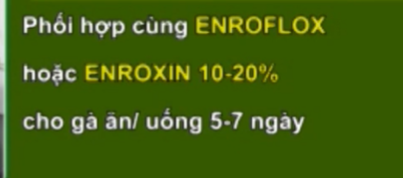 Phối hợp cùng ENROFLOX
hoặc ENROXIN 10-20%
cho gà ăn/ uống 5-7 ngày